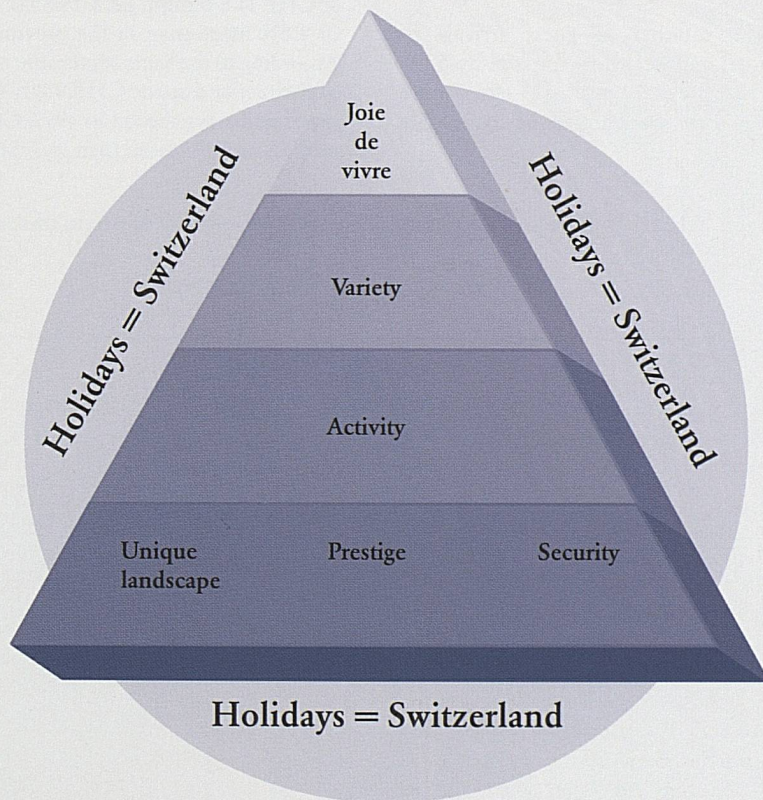 Joie
de
vivre
Holidays = Switzerland
Holidays = Switzerland
Variety
Activity
Unique
landscape
Prestige
Security
Holidays = Switzerland